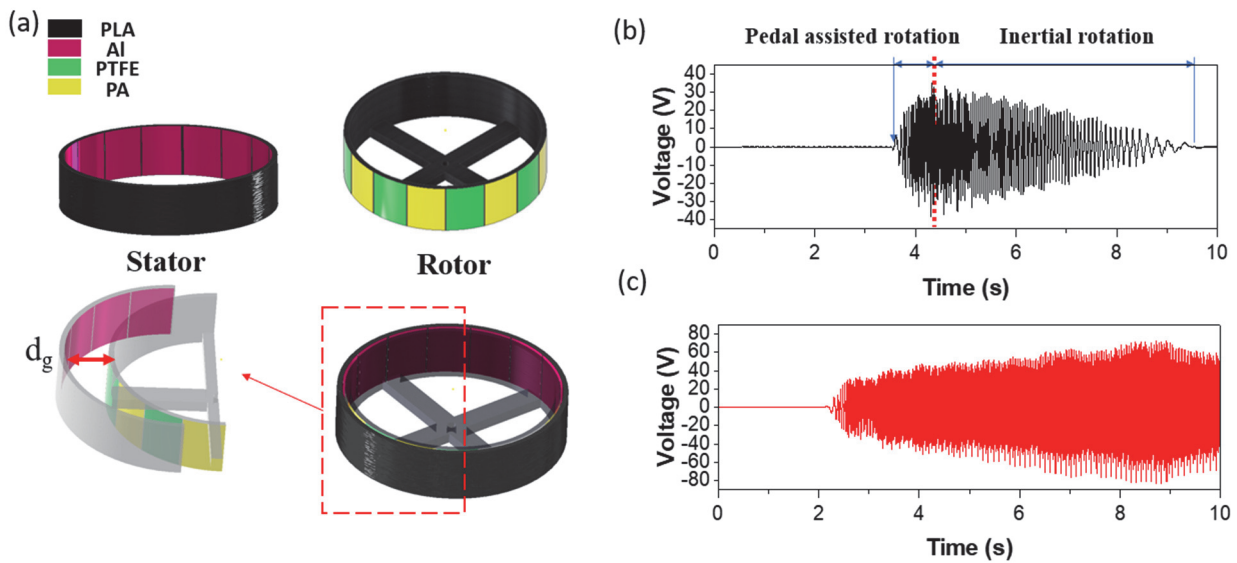 (a)
PLA
Al
PTFE
PA
Stator
Rotor
dg
(b)
Pedal assisted rotation
Inertial rotation
40
30
20
10
0
-10
-20
-30
-40
Voltage (V)
0 2 4 6 8 10
Time (s)
(c)
80
60
40
20
0
-20
-40
-60
-80
Voltage (V)
0 2 4 6 8 10
Time (s)